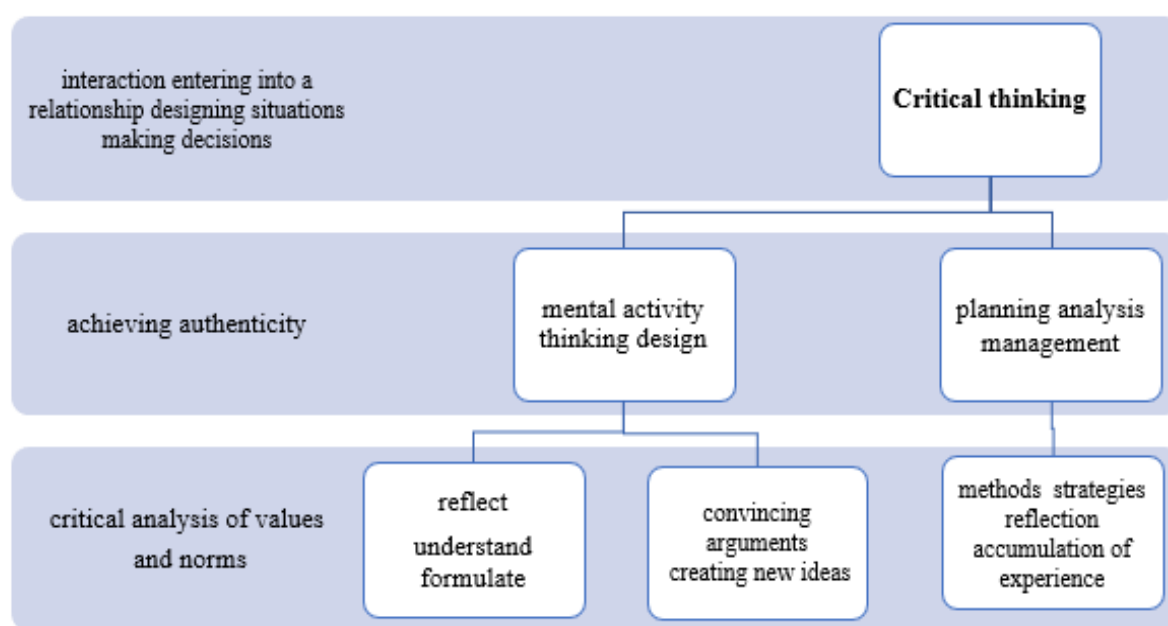 interaction entering into a
relationship designing situations
making decisions
Critical thinking
achieving authenticity
mental activity
thinking design
planning analysis
management
critical analysis of values
and norms
reflect
understand
formulate
convincing
arguments
creating new ideas
methods strategies
reflection
accumulation of
experience